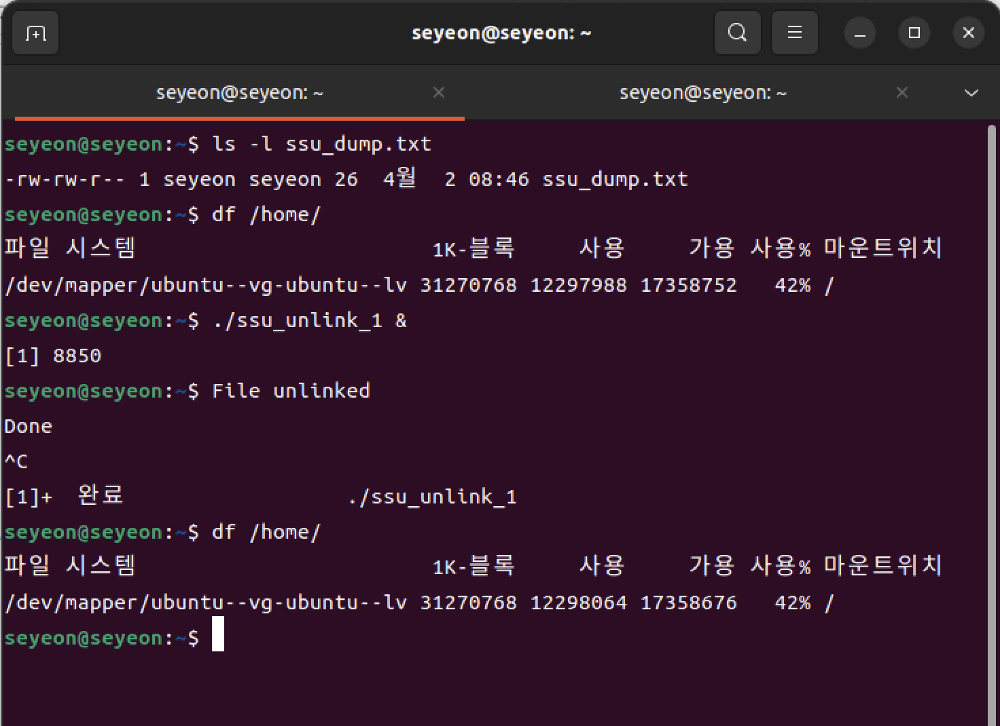 seyeon@seyeon: ~
seyeon@seyeon: ~
seyeon@seyeon: ~
seyeon@seyeon:~$ ls -l ssu_dump.txt
-rw-rw-r-- 1 seyeon seyeon 26  4월  2 08:46 ssu_dump.txt
seyeon@seyeon:~$ df /home/
파일 시스템                        1K-블록     사용     가용 사용% 마운트위치
/dev/mapper/ubuntu--vg-ubuntu--lv 31270768 12297988 17358752   42% /
seyeon@seyeon:~$ ./ssu_unlink_1 &
[1] 8850
seyeon@seyeon:~$ File unlinked
Done
^C
[1]+  완료                  ./ssu_unlink_1
seyeon@seyeon:~$ df /home/
파일 시스템                        1K-블록     사용     가용 사용% 마운트위치
/dev/mapper/ubuntu--vg-ubuntu--lv 31270768 12298064 17358676   42% /
seyeon@seyeon:~$